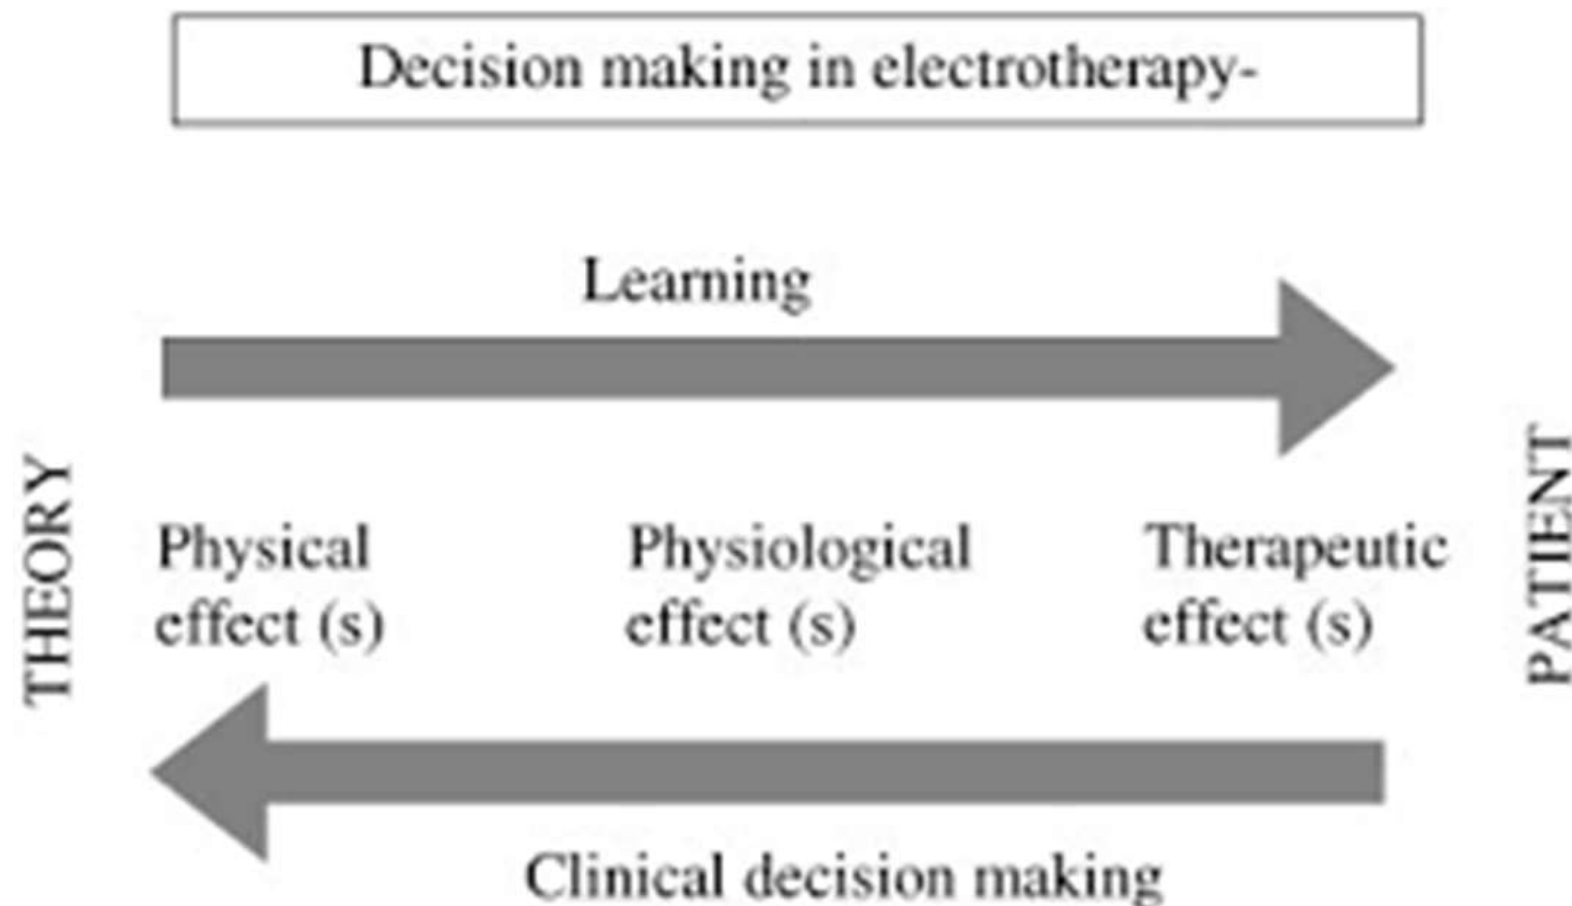 Decision making in electrotherapy-
Learning
THEORY
Physical
effect (s)
Physiological
effect (s)
Therapeutic
effect (s)
PATIENT
Clinical decision making